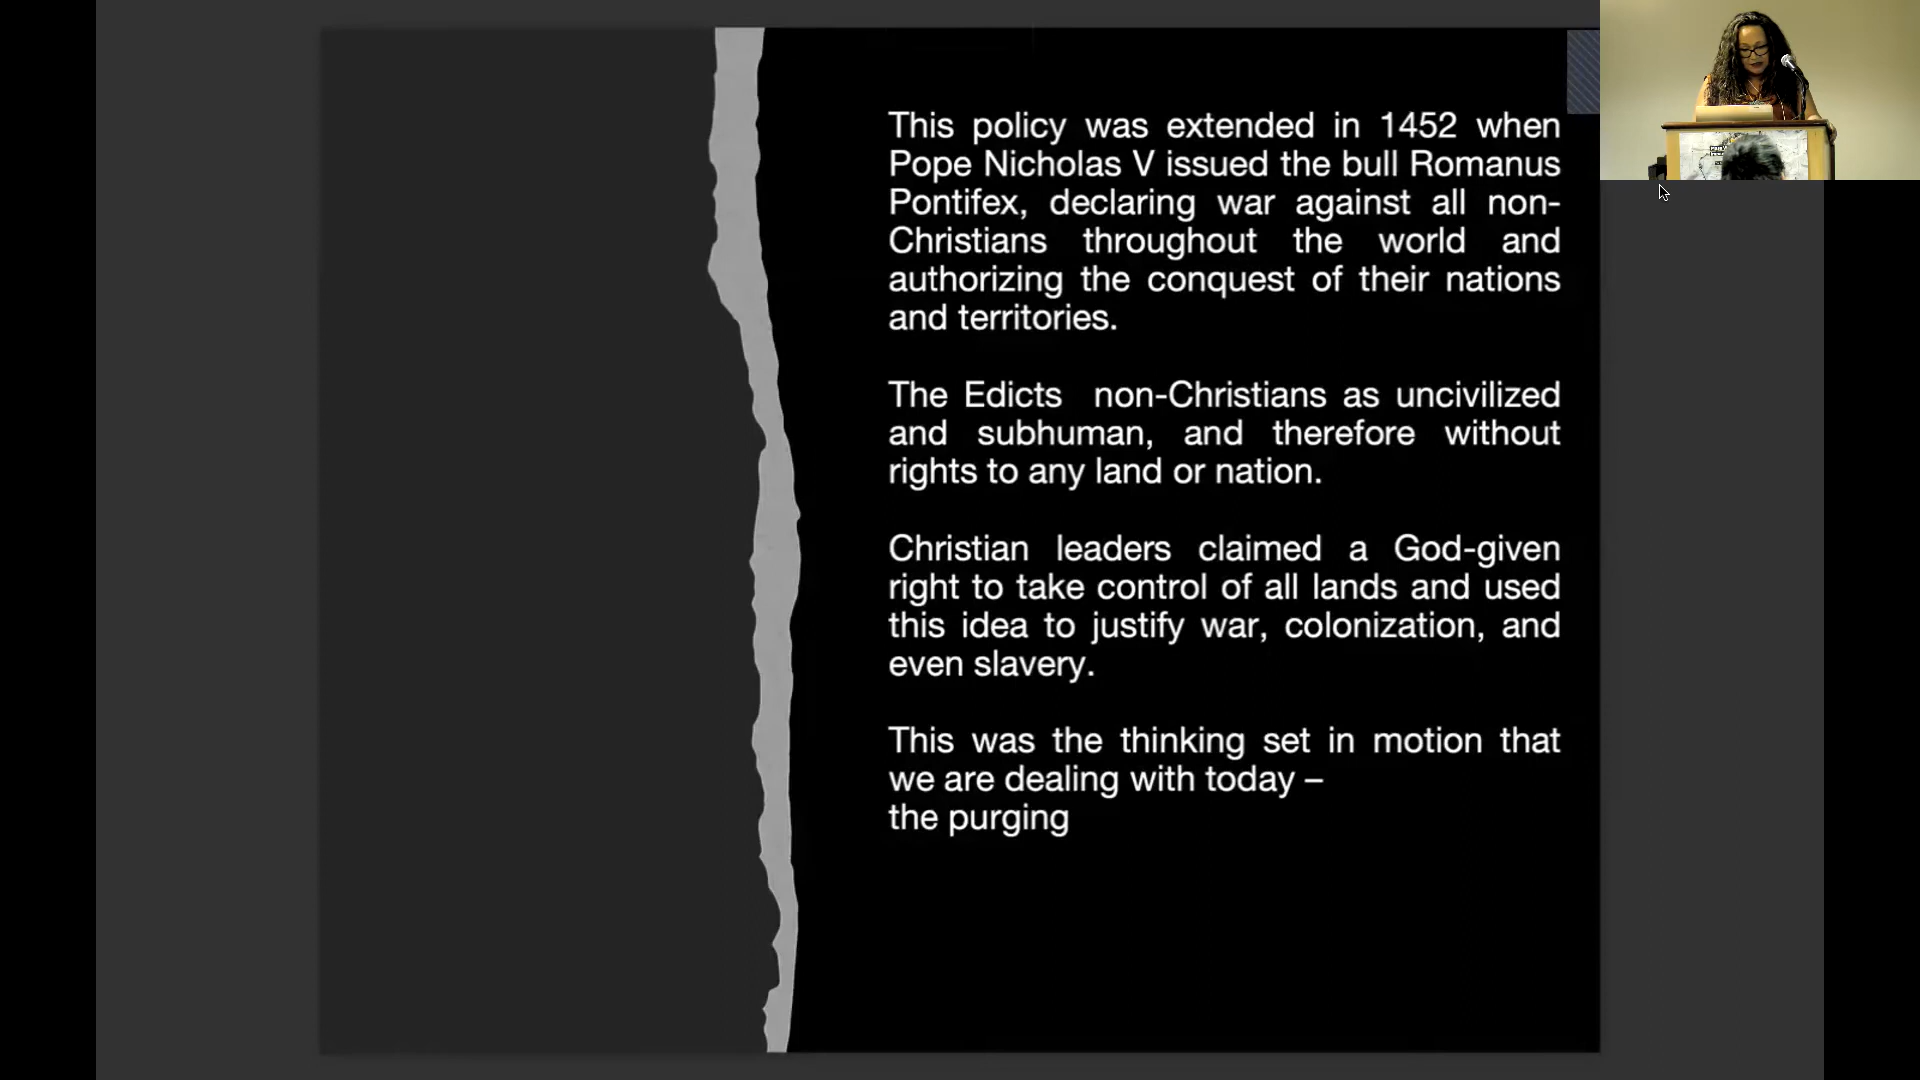 This policy was extended in 1452 when
Pope Nicholas V issued the bull Romanus
Pontifex, declaring war against all non-
Christians throughout the world and
authorizing the conquest of their nations
and territories.
The Edicts  non-Christians as uncivilized
and subhuman, and therefore without
rights to any land or nation.
Christian leaders claimed a God-given
right to take control of all lands and used
this idea to justify war, colonization, and
even slavery.
This was the thinking set in motion that
we are dealing with today –
the purging